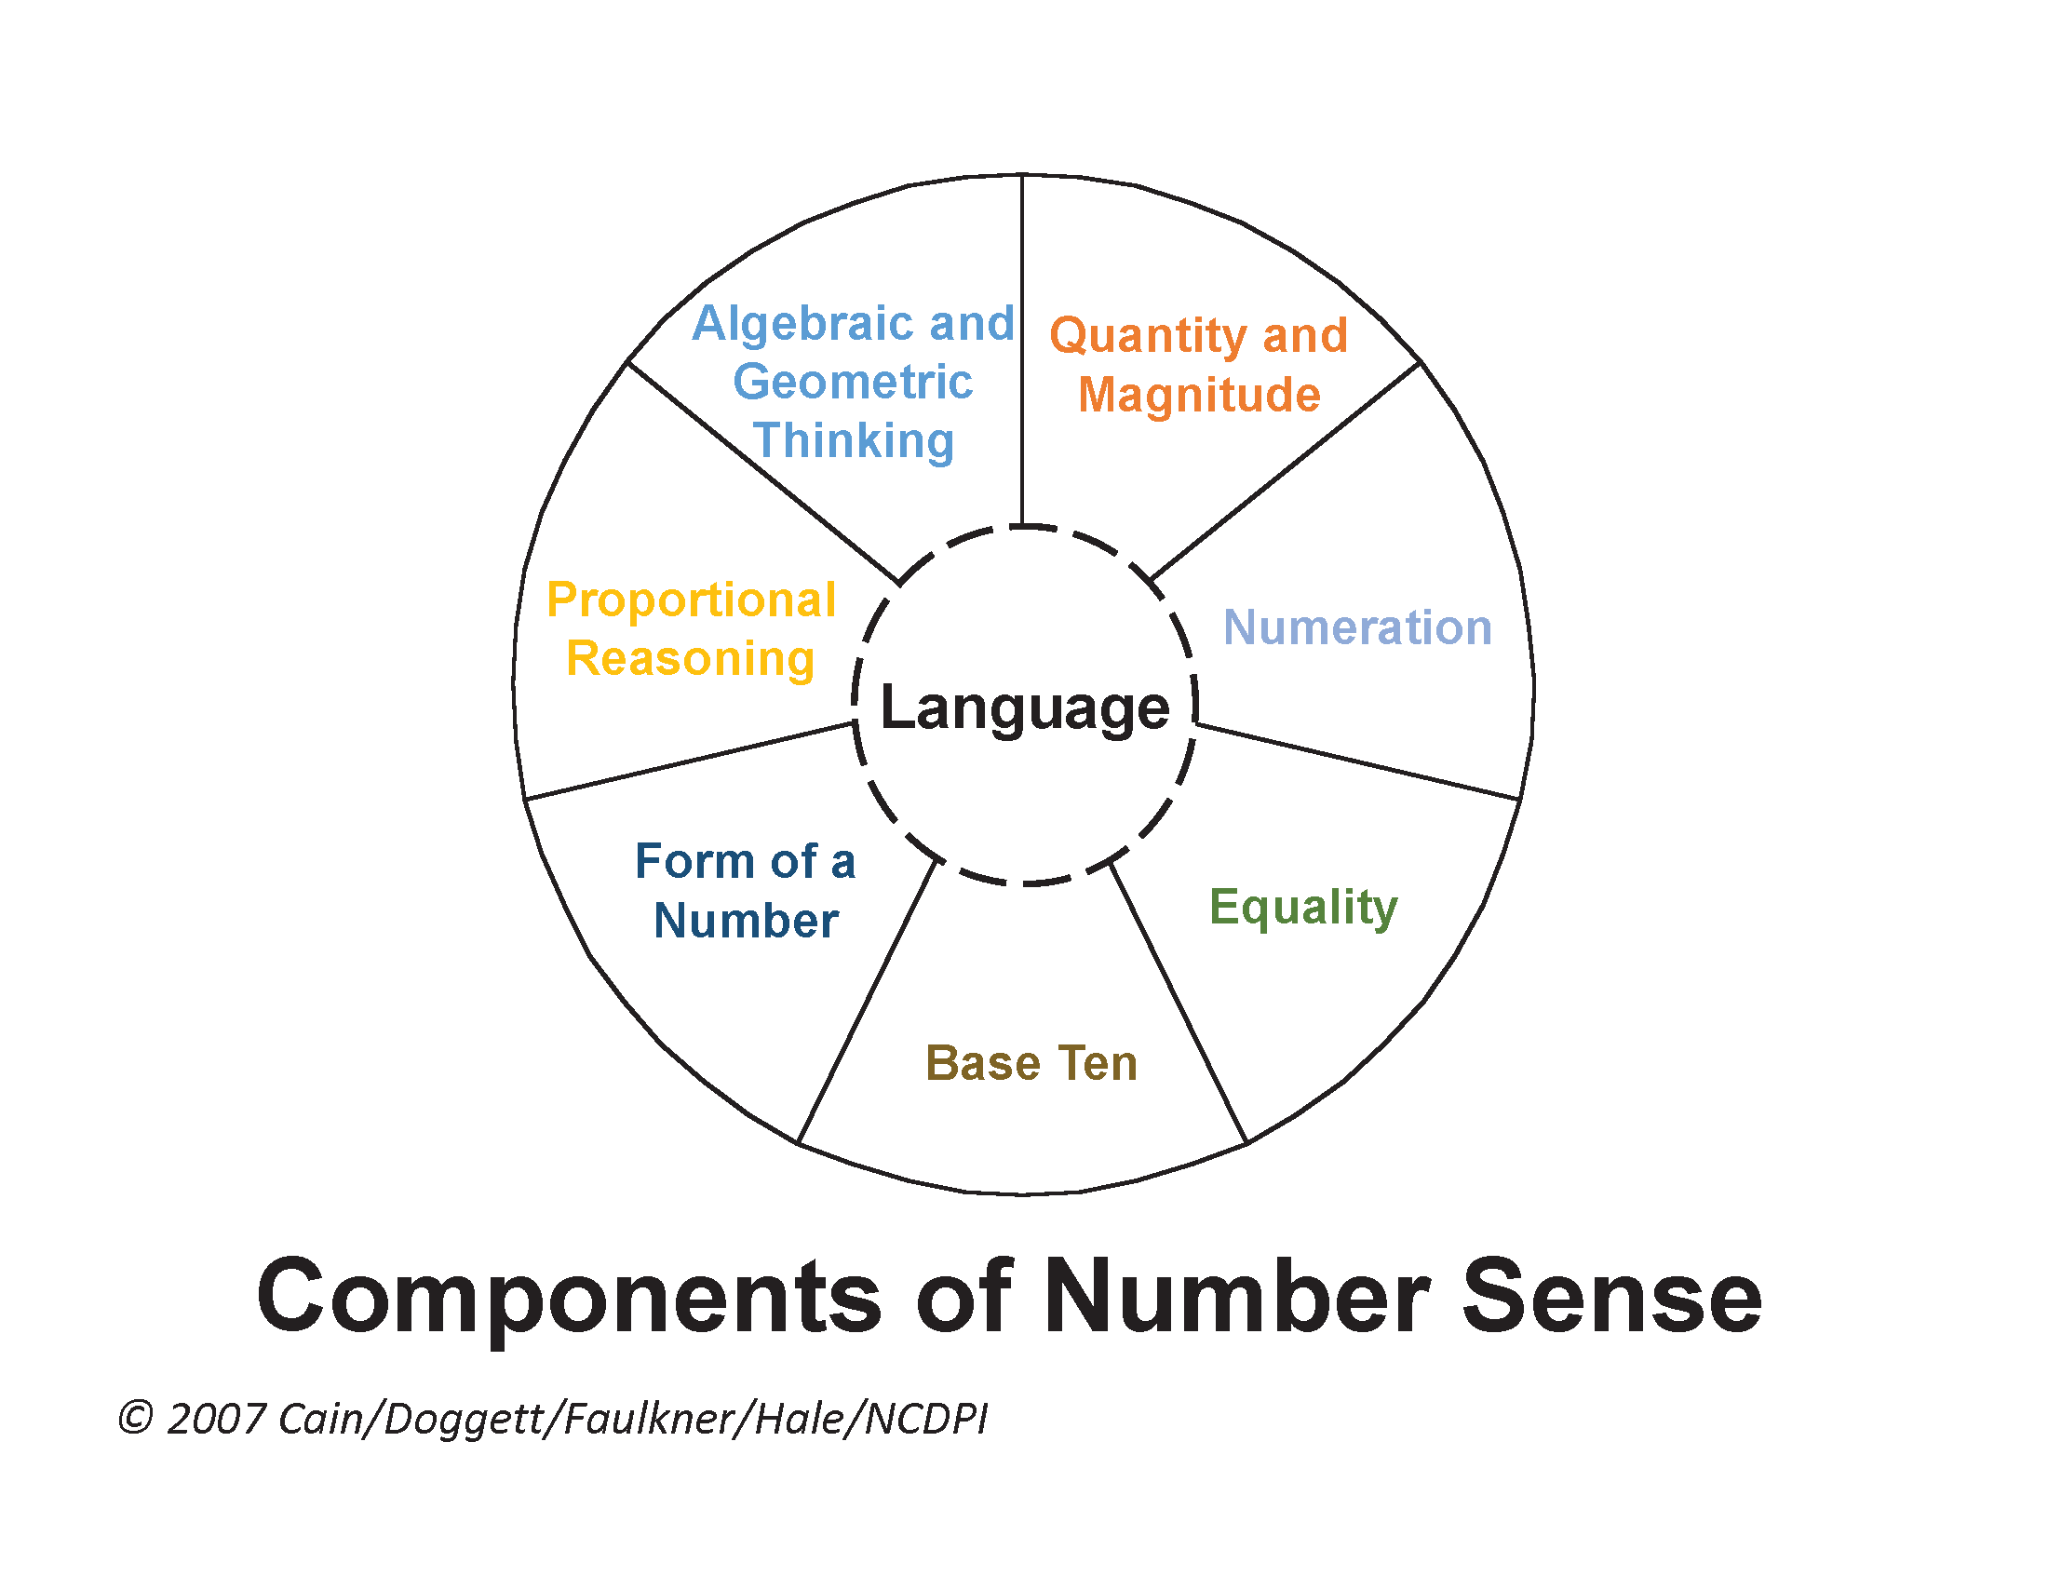 Algebraic and
Geometric
Thinking
Quantity and
Magnitude
Proportional
Reasoning
Numeration
Language
Form of a
Number
Equality
Base Ten
Components of Number Sense
© 2007 Cain/Doggett/Faulkner/Hale/NCDPI